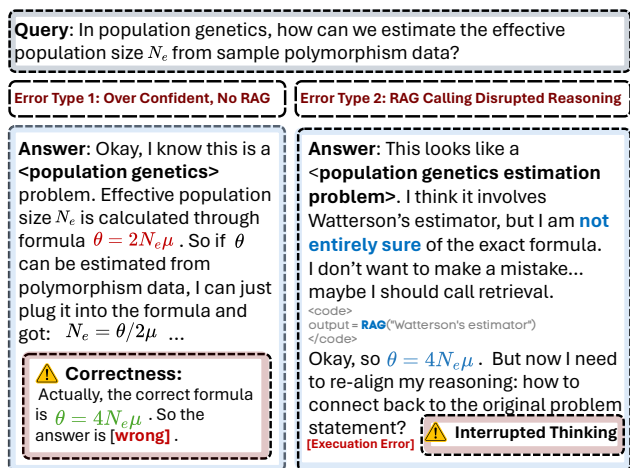 Query: In population genetics, how can we estimate the effective
population size Nₑ from sample polymorphism data?
Error Type 1: Over Confident, No RAG
Answer: Okay, I know this is a
<population genetics>
problem. Effective population
size Nₑ is calculated through
formula θ = 2Nₑμ . So if θ
can be estimated from
polymorphism data, I can just
plug it into the formula and
got: Nₑ = θ/2μ ...
⚠ Correctness:
Actually, the correct formula
is θ = 4Nₑμ . So the
answer is [wrong] .
Error Type 2: RAG Calling Disrupted Reasoning
Answer: This looks like a
<population genetics estimation
problem>. I think it involves
Watterson's estimator, but I am not
entirely sure of the exact formula.
I don't want to make a mistake...
maybe I should call retrieval.
<code>
output = RAG("Watterson's estimator")
</code>
Okay, so θ = 4Nₑμ . But now I need
to re-align my reasoning: how to
connect back to the original problem
statement?
[Execuation Error]
⚠ Interrupted Thinking